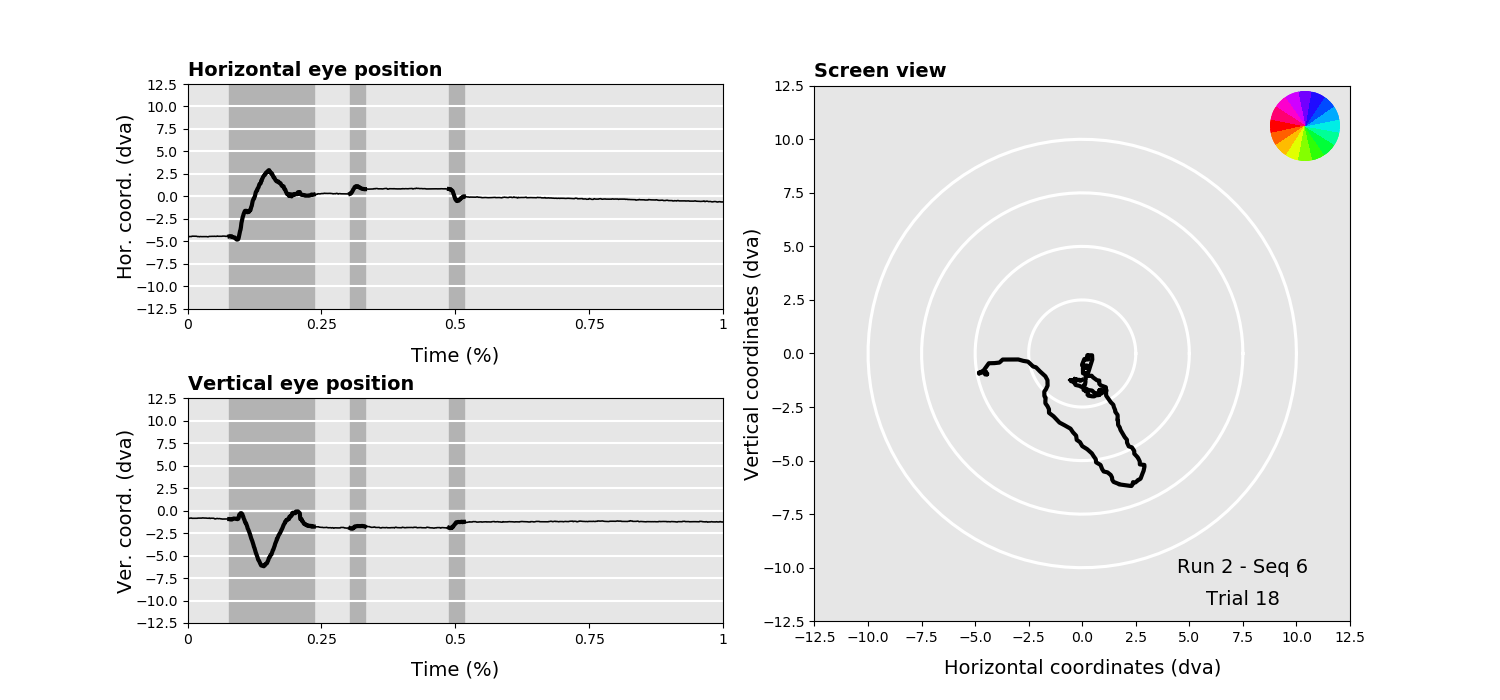 Horizontal eye position
12.5
10.0
7.5
5.0
2.5
0.0
−2.5
−5.0
−7.5
−10.0
−12.5
Hor. coord. (dva)
0 0.25 0.5 0.75 1
Time (%)
Vertical eye position
12.5
10.0
7.5
5.0
2.5
0.0
−2.5
−5.0
−7.5
−10.0
−12.5
Ver. coord. (dva)
0 0.25 0.5 0.75 1
Time (%)
Screen view
12.5
10.0
7.5
5.0
2.5
0.0
−2.5
−5.0
−7.5
−10.0
−12.5
Vertical coordinates (dva)
Run 2 - Seq 6
Trial 18
−12.5 −10.0 −7.5 −5.0 −2.5 0.0 2.5 5.0 7.5 10.0 12.5
Horizontal coordinates (dva)